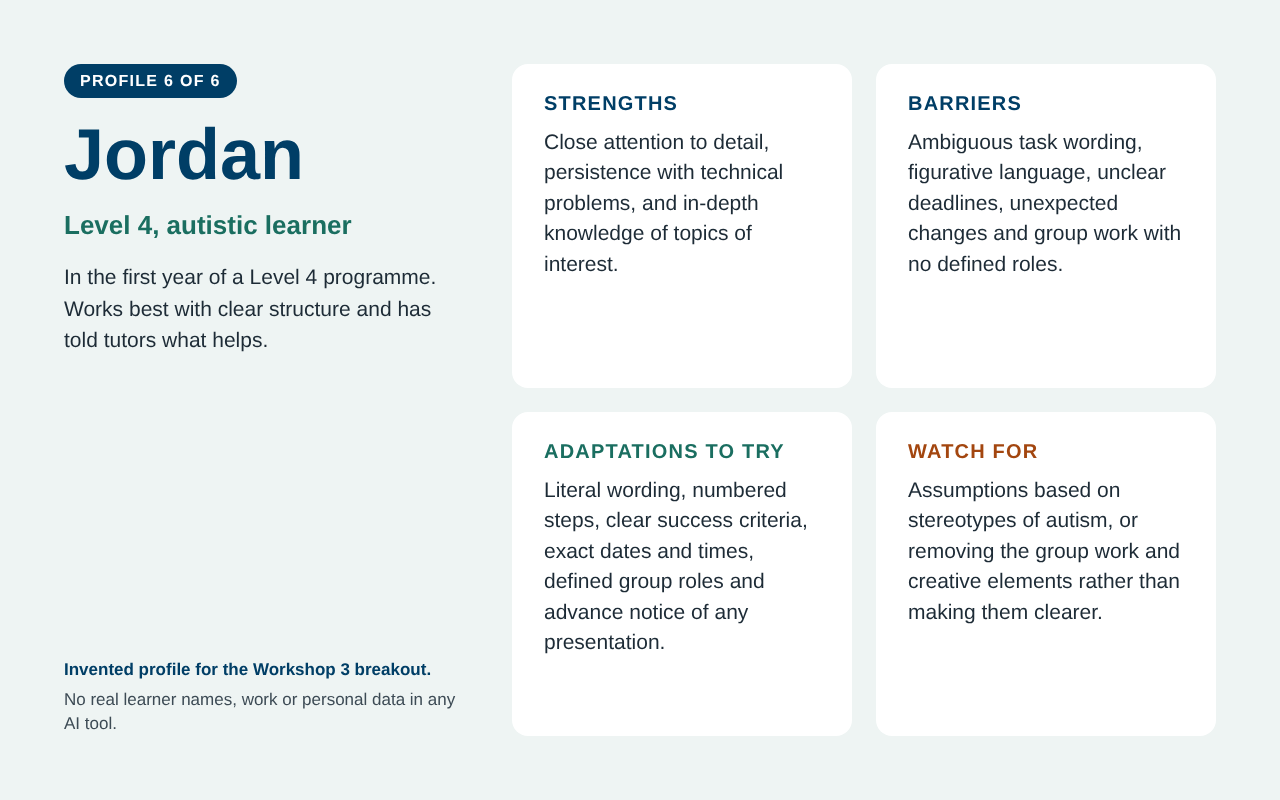 PROFILE 6 OF 6
Jordan
Level 4, autistic learner
In the first year of a Level 4 programme.
Works best with clear structure and has
told tutors what helps.
Invented profile for the Workshop 3 breakout.
No real learner names, work or personal data in any
AI tool.
STRENGTHS
Close attention to detail,
persistence with technical
problems, and in-depth
knowledge of topics of
interest.
BARRIERS
Ambiguous task wording,
figurative language, unclear
deadlines, unexpected
changes and group work with
no defined roles.
ADAPTATIONS TO TRY
Literal wording, numbered
steps, clear success criteria,
exact dates and times,
defined group roles and
advance notice of any
presentation.
WATCH FOR
Assumptions based on
stereotypes of autism, or
removing the group work and
creative elements rather than
making them clearer.